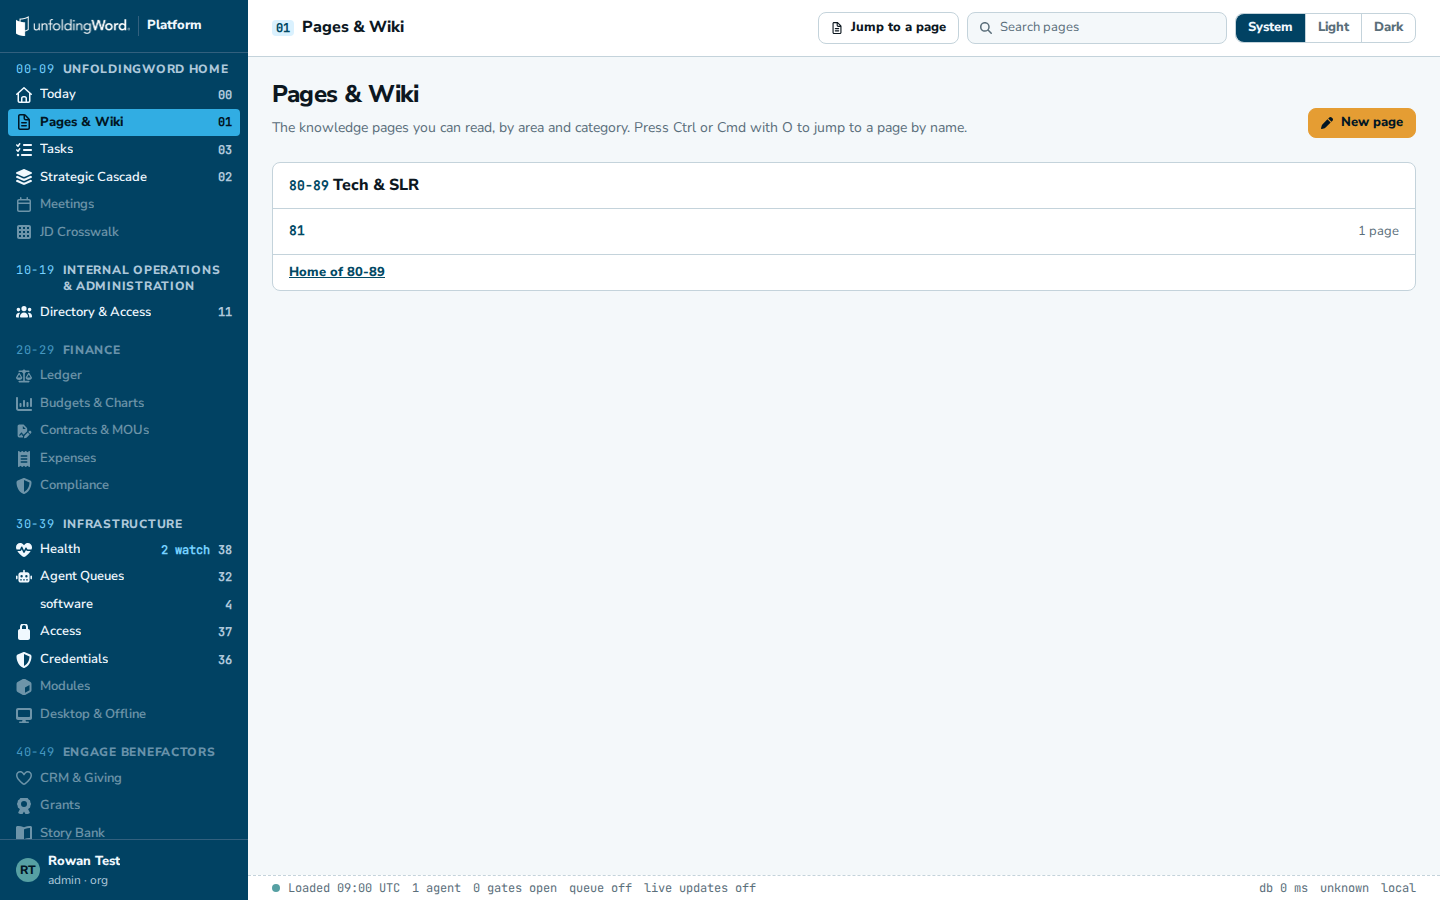 unfoldingWord. Platform
00-09 UNFOLDINGWORD HOME
Today 00
Pages & Wiki 01
Tasks 03
Strategic Cascade 02
Meetings
JD Crosswalk
10-19 INTERNAL OPERATIONS
& ADMINISTRATION
Directory & Access 11
20-29 FINANCE
Ledger
Budgets & Charts
Contracts & MOUs
Expenses
Compliance
30-39 INFRASTRUCTURE
Health 2 watch 38
Agent Queues 32
software 4
Access 37
Credentials 36
Modules
Desktop & Offline
40-49 ENGAGE BENEFACTORS
CRM & Giving
Grants
Story Bank
RT Rowan Test
admin · org
01 Pages & Wiki
Jump to a page
Search pages
System Light Dark
Pages & Wiki
The knowledge pages you can read, by area and category. Press Ctrl or Cmd with O to jump to a page by name.
New page
80-89 Tech & SLR
81 1 page
Home of 80-89
Loaded 09:00 UTC 1 agent 0 gates open queue off live updates off db 0 ms unknown local